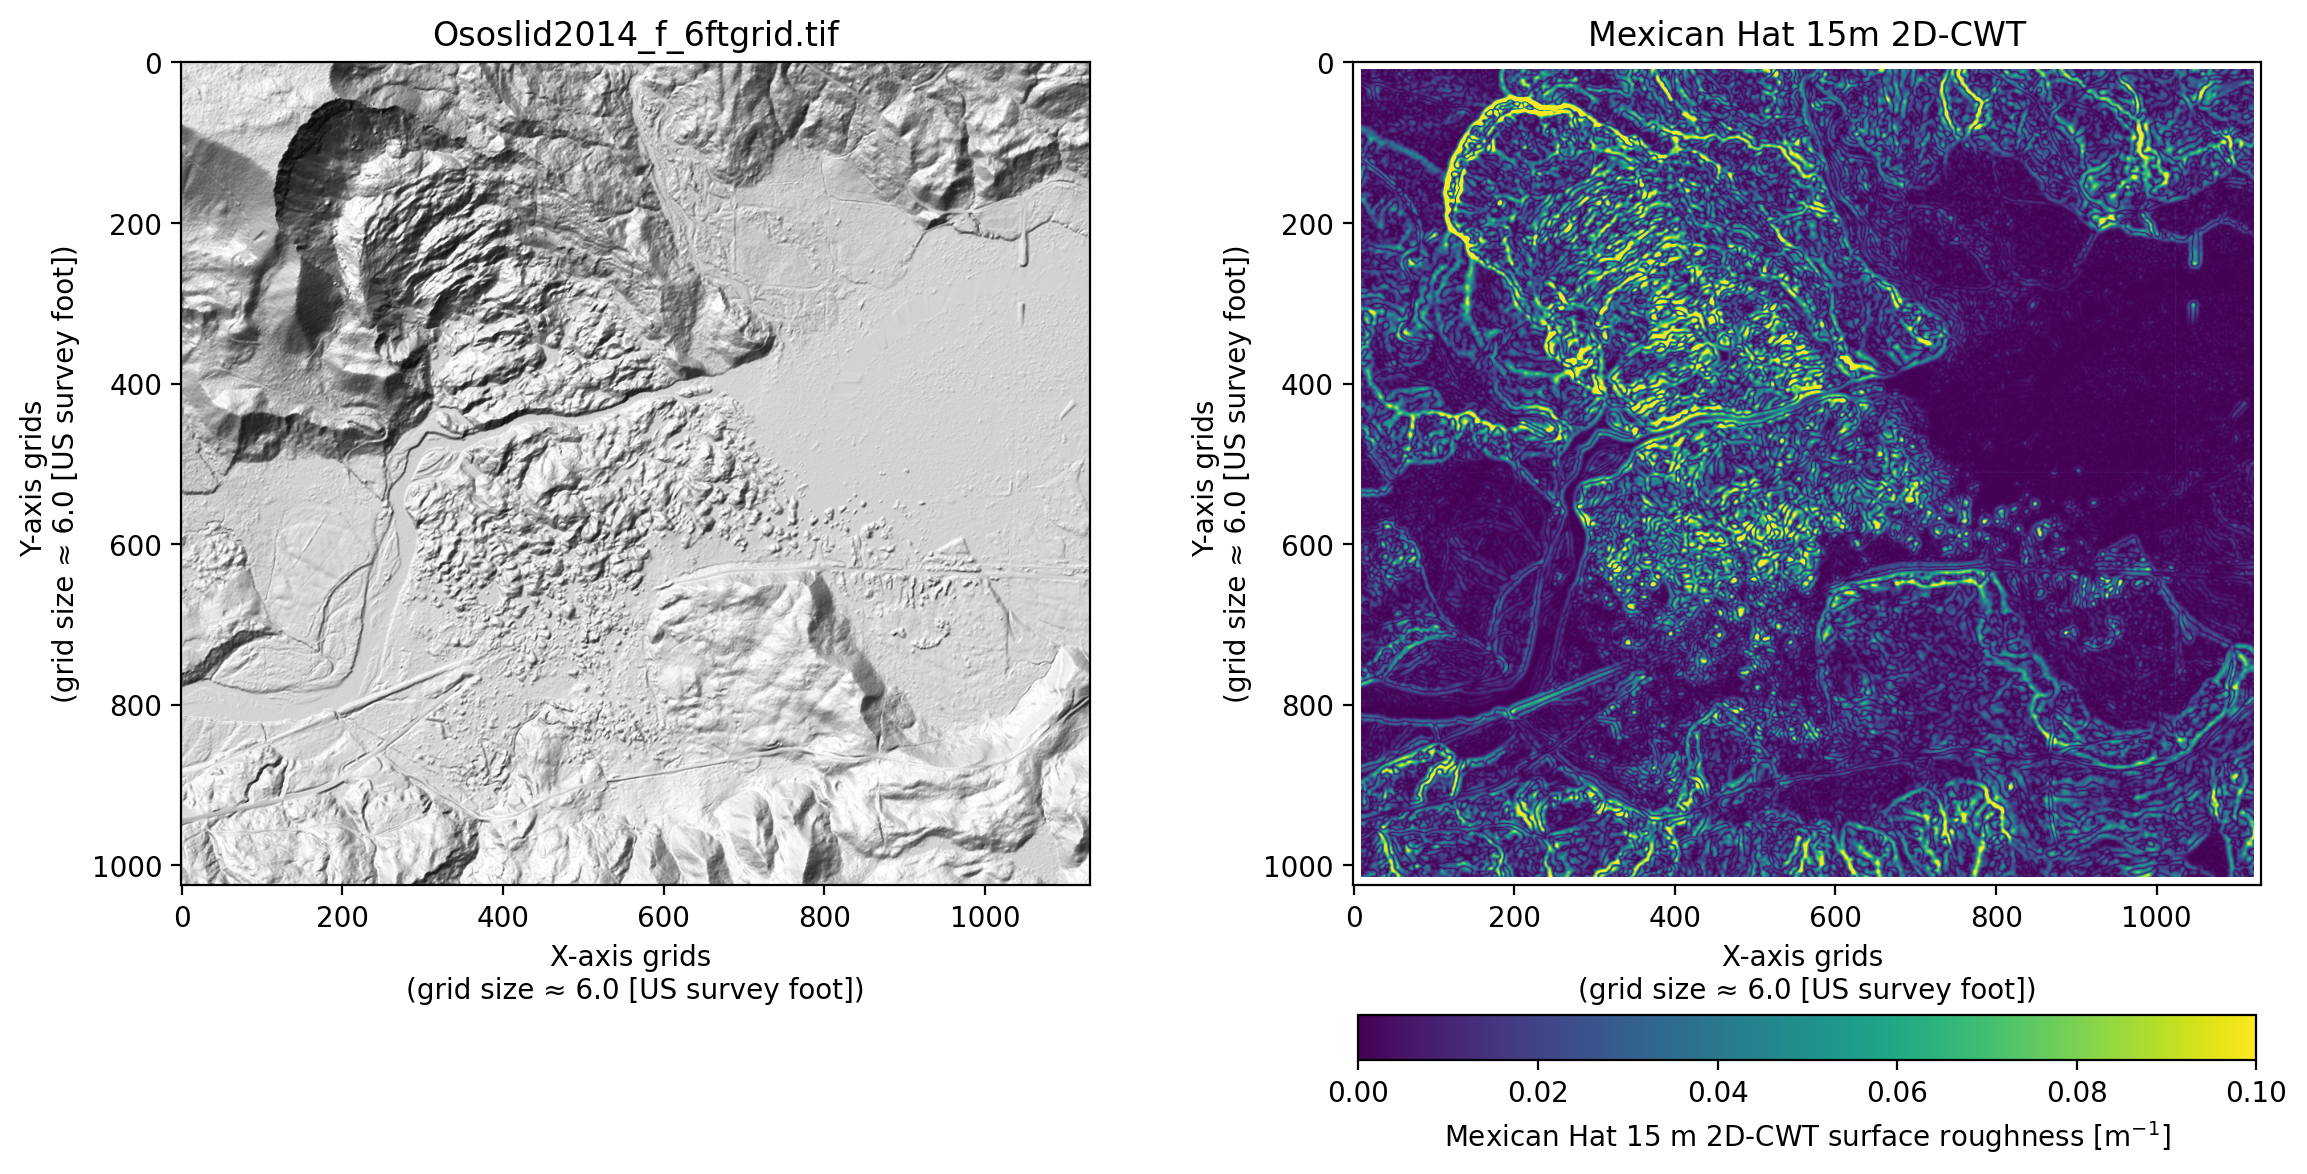 Ososlid2014_f_6ftgrid.tif
0
200
400
600
800
1000
Y-axis grids
(grid size ≈ 6.0 [US survey foot])
0
200
400
600
800
1000
X-axis grids
(grid size ≈ 6.0 [US survey foot])
Mexican Hat 15m 2D-CWT
0
200
400
600
800
1000
Y-axis grids
(grid size ≈ 6.0 [US survey foot])
0
200
400
600
800
1000
X-axis grids
(grid size ≈ 6.0 [US survey foot])
0.00
0.02
0.04
0.06
0.08
0.10
Mexican Hat 15 m 2D-CWT surface roughness [m⁻¹]